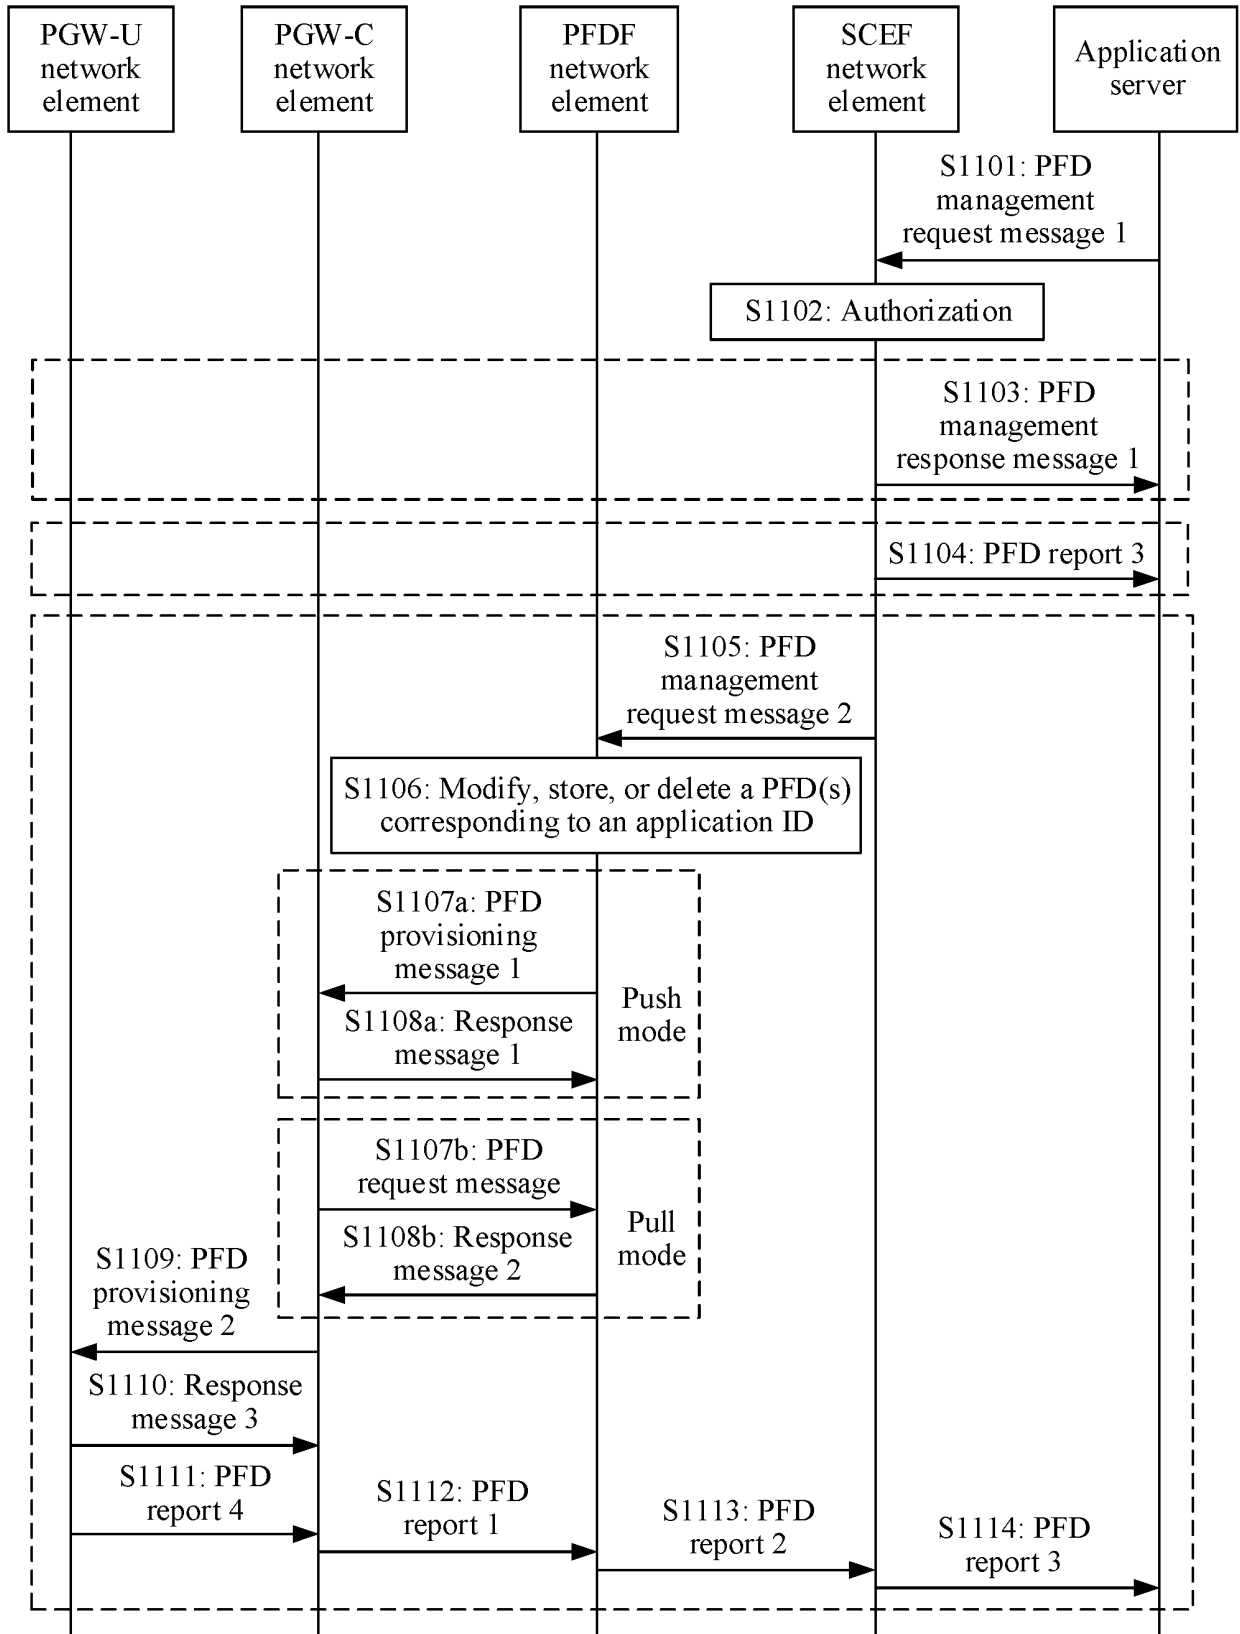 PGW-U
network
element
PGW-C
network
element
PFDF
network
element
SCEF
network
element
Application
server
S1101: PFD
management
request message 1
S1102: Authorization
S1103: PFD
management
response message 1
S1104: PFD report 3
S1105: PFD
management
request message 2
S1106: Modify, store, or delete a PFD(s)
corresponding to an application ID
S1107a: PFD
provisioning
message 1
S1108a: Response
message 1
Push
mode
S1107b: PFD
request message
S1108b: Response
message 2
Pull
mode
S1109: PFD
provisioning
message 2
S1110: Response
message 3
S1111: PFD
report 4
S1112: PFD
report 1
S1113: PFD
report 2
S1114: PFD
report 3